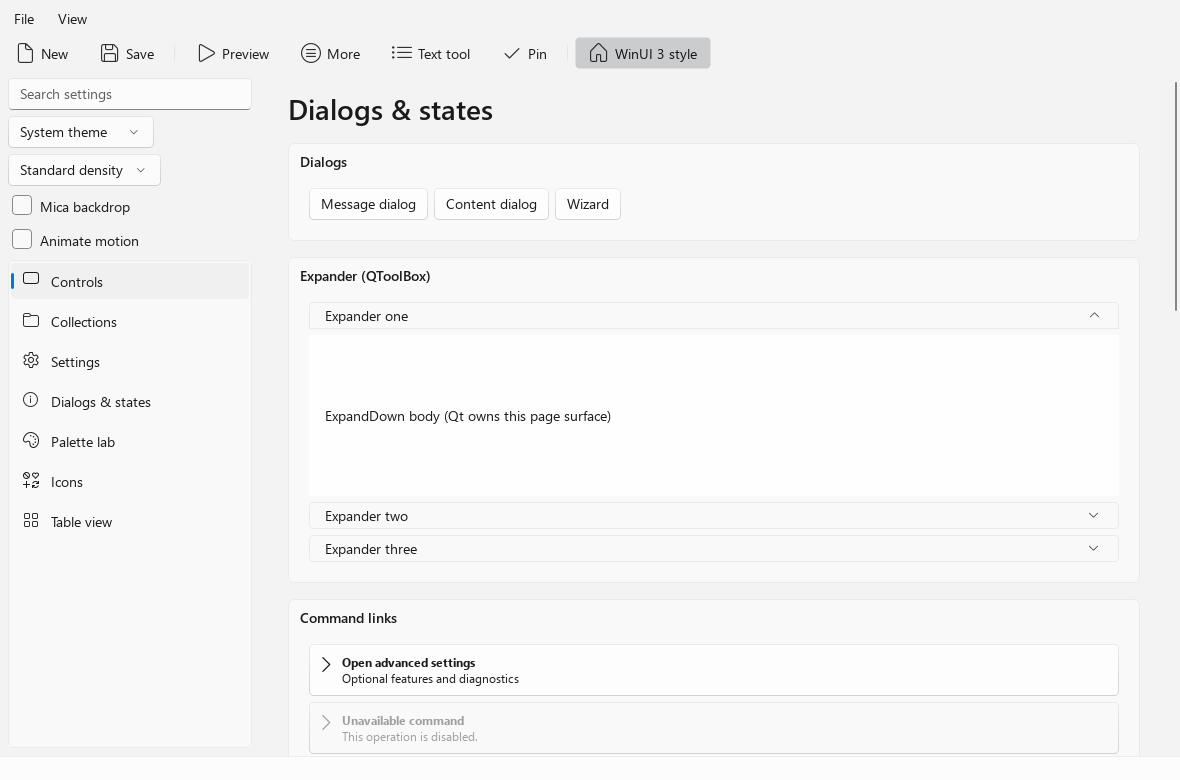 File View
New Save Preview More Text tool Pin WinUI 3 style
Search settings
System theme
Standard density
Mica backdrop
Animate motion
Controls
Collections
Settings
Dialogs & states
Palette lab
Icons
Table view
Dialogs & states
Dialogs
Message dialog Content dialog Wizard
Expander (QToolBox)
Expander one
ExpandDown body (Qt owns this page surface)
Expander two
Expander three
Command links
Open advanced settings
Optional features and diagnostics
Unavailable command
This operation is disabled.